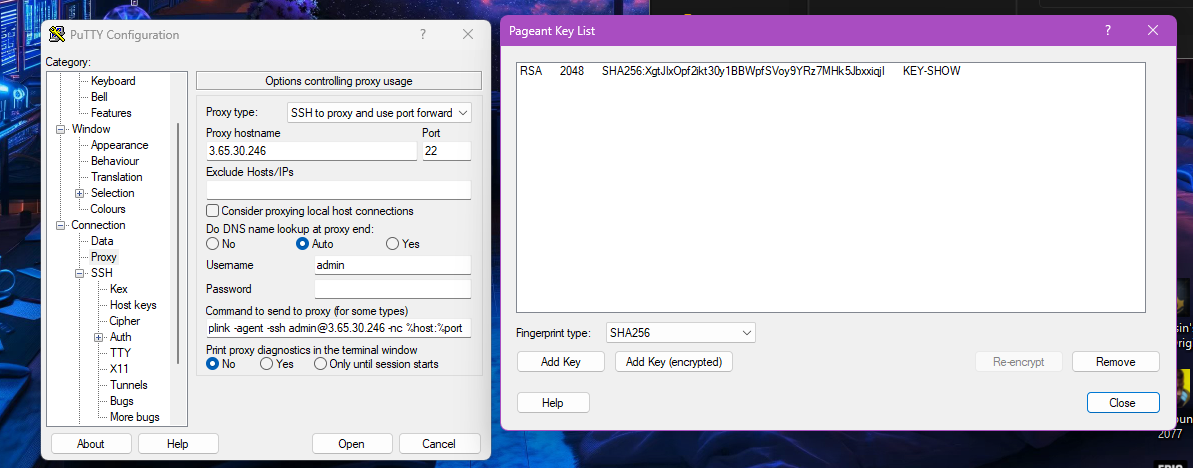 PuTTY Configuration
Category:
Keyboard
Bell
Features
Window
Appearance
Behaviour
Translation
Selection
Colours
Connection
Data
Proxy
SSH
Kex
Host keys
Cipher
Auth
TTY
X11
Tunnels
Bugs
More bugs
Options controlling proxy usage
Proxy type: SSH to proxy and use port forward
Proxy hostname Port
3.65.30.246 22
Exclude Hosts/IPs
Consider proxying local host connections
Do DNS name lookup at proxy end:
No Auto Yes
Username admin
Password
Command to send to proxy (for some types)
plink -agent -ssh admin@3.65.30.246 -nc %host:%port
Print proxy diagnostics in the terminal window
No Yes Only until session starts
About Help Open Cancel
Pageant Key List
RSA 2048 SHA256:XgtJlxOpf2ikt30y1BBWpfSVoy9YRz7MHk5JbxxiqjI KEY-SHOW
Fingerprint type: SHA256
Add Key Add Key (encrypted) Re-encrypt Remove
Help Close
2077